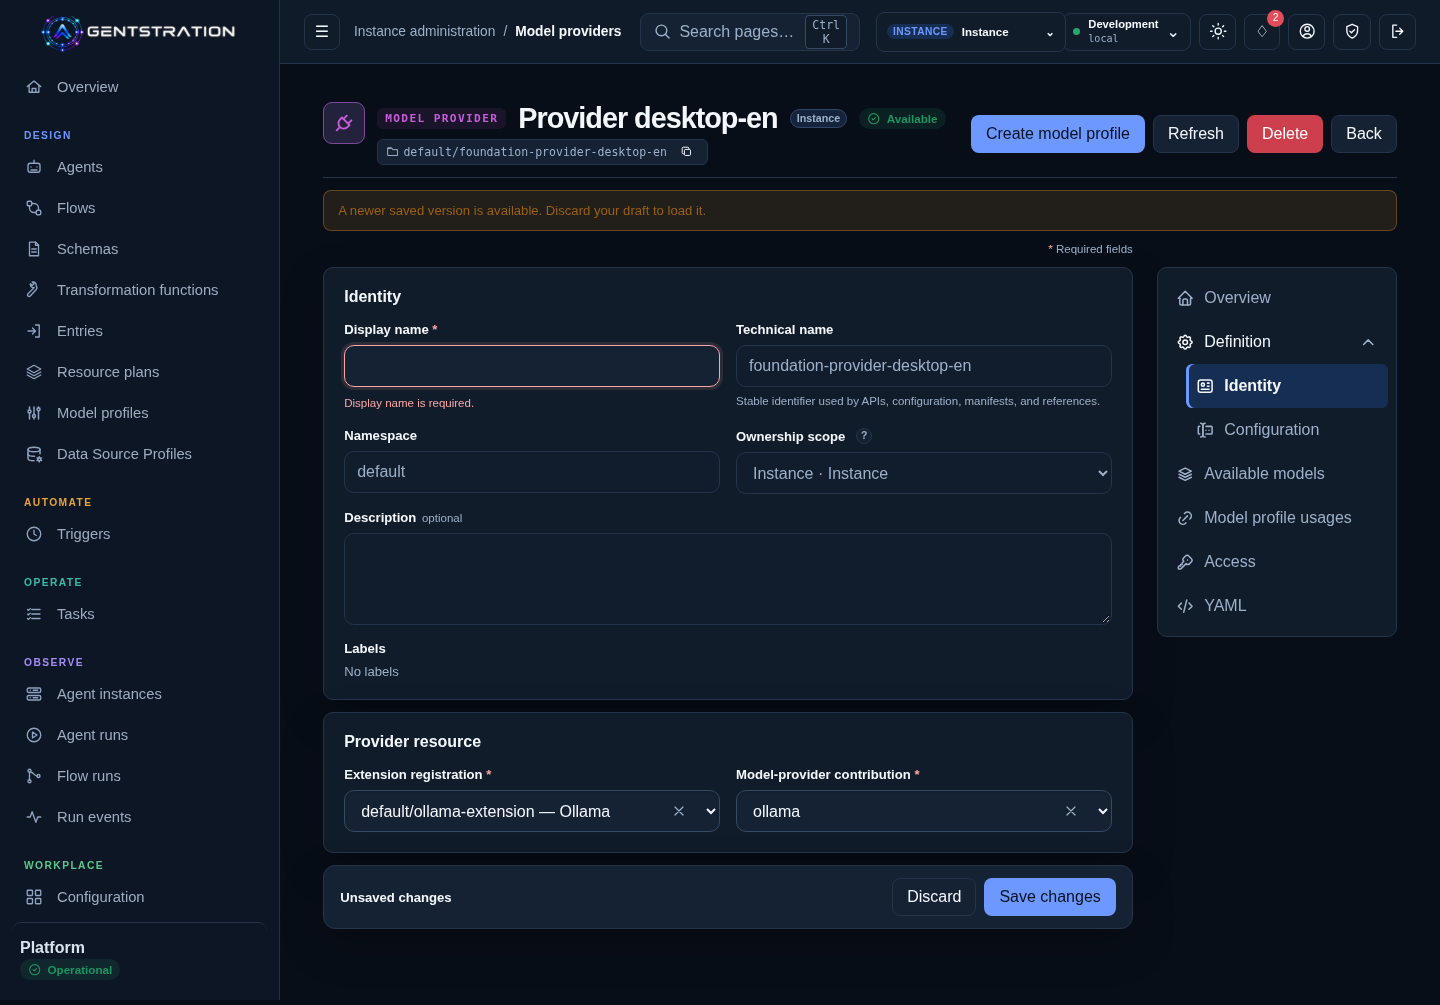 GENTSTRATION
Overview
DESIGN
Agents
Flows
Schemas
Transformation functions
Entries
Resource plans
Model profiles
Data Source Profiles
AUTOMATE
Triggers
OPERATE
Tasks
OBSERVE
Agent instances
Agent runs
Flow runs
Run events
WORKPLACE
Configuration
Platform
Operational
Instance administration / Model providers
Search pages… Ctrl K
INSTANCE Instance
Development
local
2
MODEL PROVIDER Provider desktop-en Instance Available
default/foundation-provider-desktop-en
Create model profile Refresh Delete Back
A newer saved version is available. Discard your draft to load it.
* Required fields
Identity
Display name * Technical name
foundation-provider-desktop-en
Display name is required. Stable identifier used by APIs, configuration, manifests, and references.
Namespace Ownership scope ?
default Instance · Instance
Description optional
Labels
No labels
Provider resource
Extension registration * Model-provider contribution *
default/ollama-extension — Ollama ollama
Unsaved changes Discard Save changes
Overview
Definition
Identity
Configuration
Available models
Model profile usages
Access
YAML